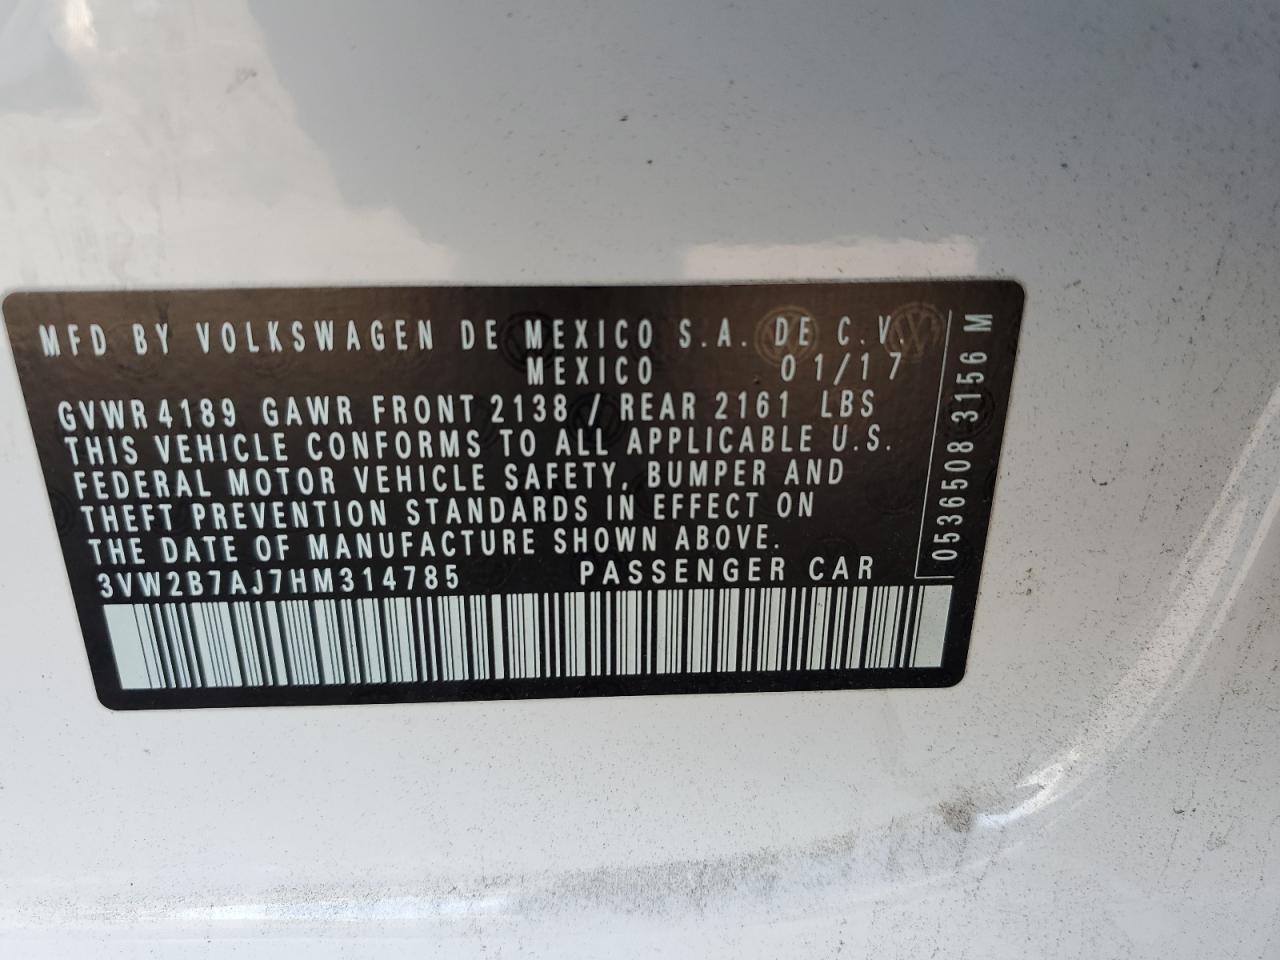 MFD BY VOLKSWAGEN DE MEXICO S.A. DE C.V.
MEXICO 01/17
GVWR 4189 GAWR FRONT 2138 / REAR 2161 LBS
THIS VEHICLE CONFORMS TO ALL APPLICABLE U.S.
FEDERAL MOTOR VEHICLE SAFETY, BUMPER AND
THEFT PREVENTION STANDARDS IN EFFECT ON
THE DATE OF MANUFACTURE SHOWN ABOVE.
3VW2B7AJ7HM314785 PASSENGER CAR
0536508 3156 M